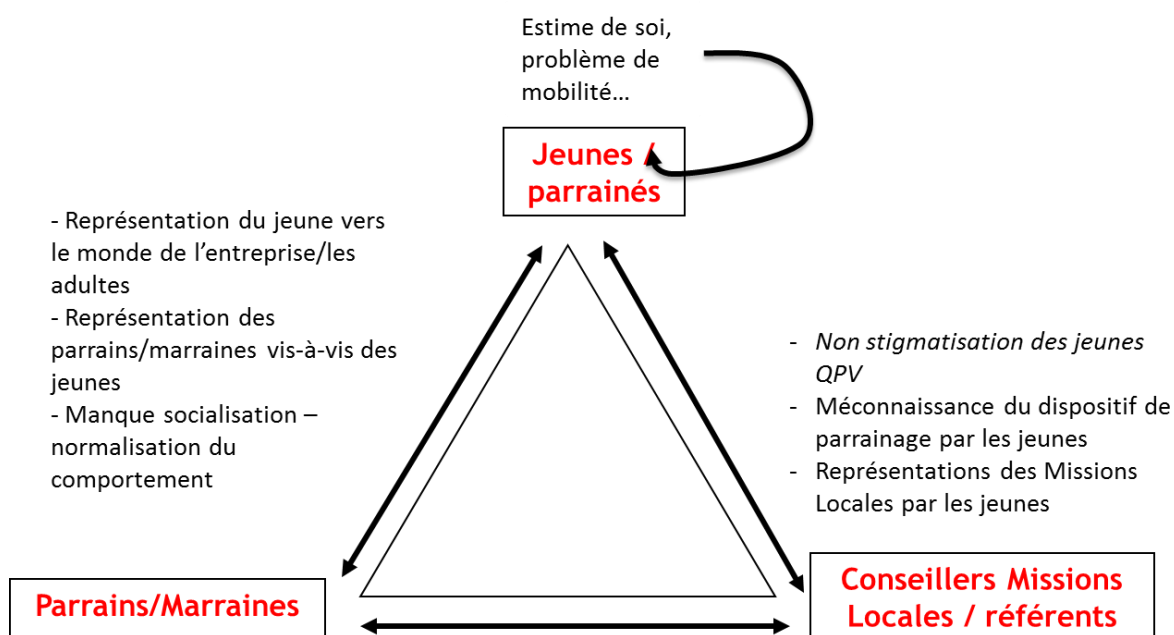 Estime de soi,
problème de
mobilité...
Jeunes /
parrainés
- Représentation du jeune vers
le monde de l’entreprise/les
adultes
- Représentation des
parrains/marraines vis-à-vis des
jeunes
- Manque socialisation –
normalisation du
comportement
- Non stigmatisation des jeunes
QPV
- Méconnaissance du dispositif de
parrainage par les jeunes
- Représentations des Missions
Locales par les jeunes
Parrains/Marraines
Conseillers Missions
Locales / référents